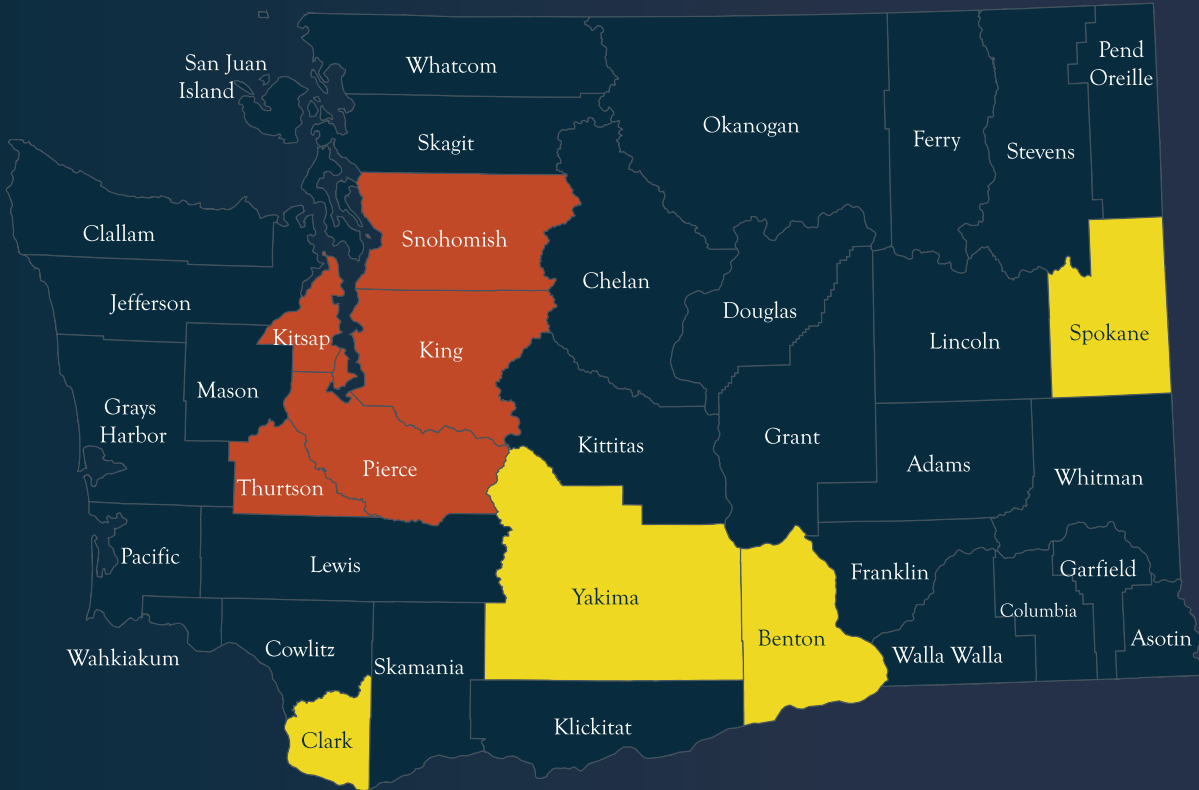 San Juan
Island
Whatcom
Pend
Oreille
Okanogan
Ferry
Stevens
Skagit
Clallam
Snohomish
Chelan
Jefferson
Douglas
Kitsap
King
Lincoln
Spokane
Mason
Grays
Harbor
Kittitas
Grant
Adams
Whitman
Pierce
Thurtson
Pacific
Lewis
Yakima
Franklin
Garfield
Columbia
Benton
Asotin
Wahkiakum
Cowlitz
Skamania
Walla Walla
Clark
Klickitat